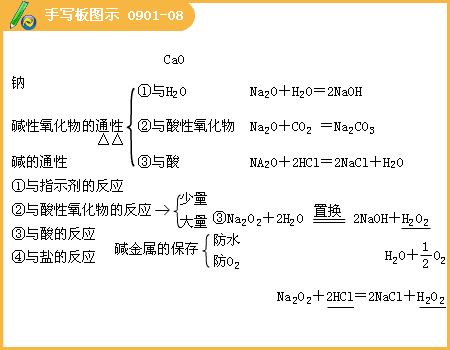 手写板图示 0901-08
CaO
钠
①与H2O Na2O+H2O=2NaOH
碱性氧化物的通性 ②与酸性氧化物 Na2O+CO2 =Na2CO3
△△
碱的通性 ③与酸 NA2O+2HCl=2NaCl+H2O
①与指示剂的反应
②与酸性氧化物的反应→ 少量
大量 ③Na2O2+2H2O 置换 2NaOH+H2O2
③与酸的反应
碱金属的保存 防水
防O2
④与盐的反应
H2O+1/2O2
Na2O2+2HCl=2NaCl+H2O2